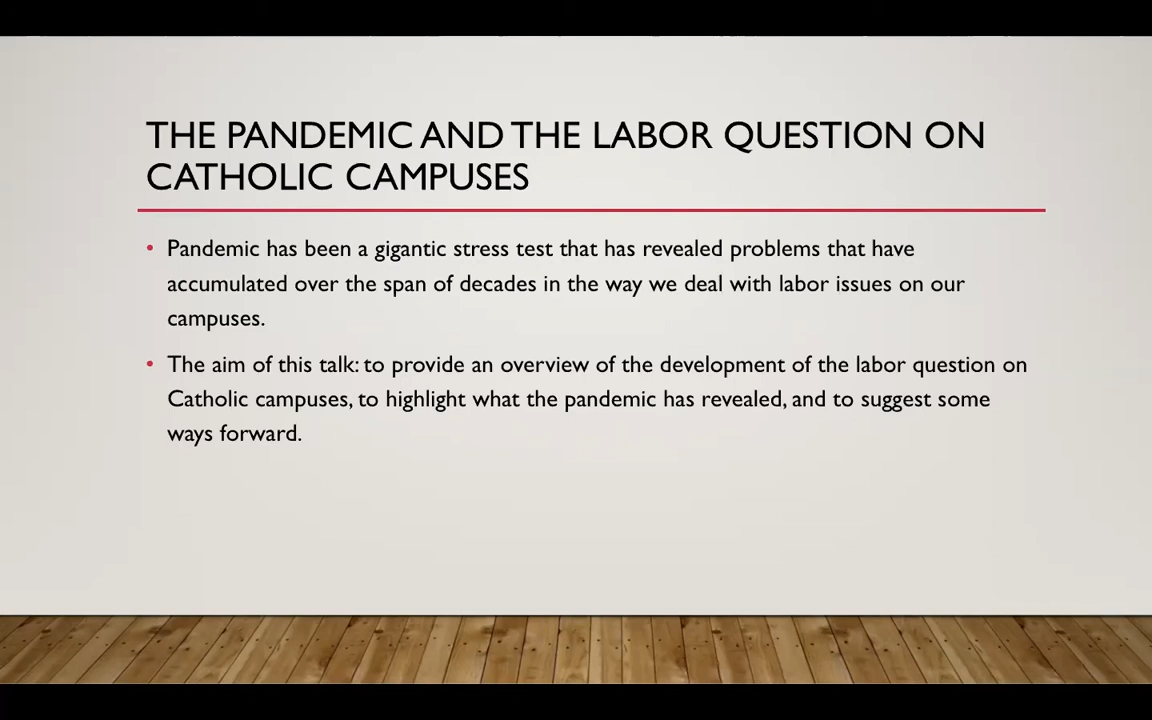 THE PANDEMIC AND THE LABOR QUESTION ON
CATHOLIC CAMPUSES
• Pandemic has been a gigantic stress test that has revealed problems that have
accumulated over the span of decades in the way we deal with labor issues on our
campuses.
• The aim of this talk: to provide an overview of the development of the labor question on
Catholic campuses, to highlight what the pandemic has revealed, and to suggest some
ways forward.